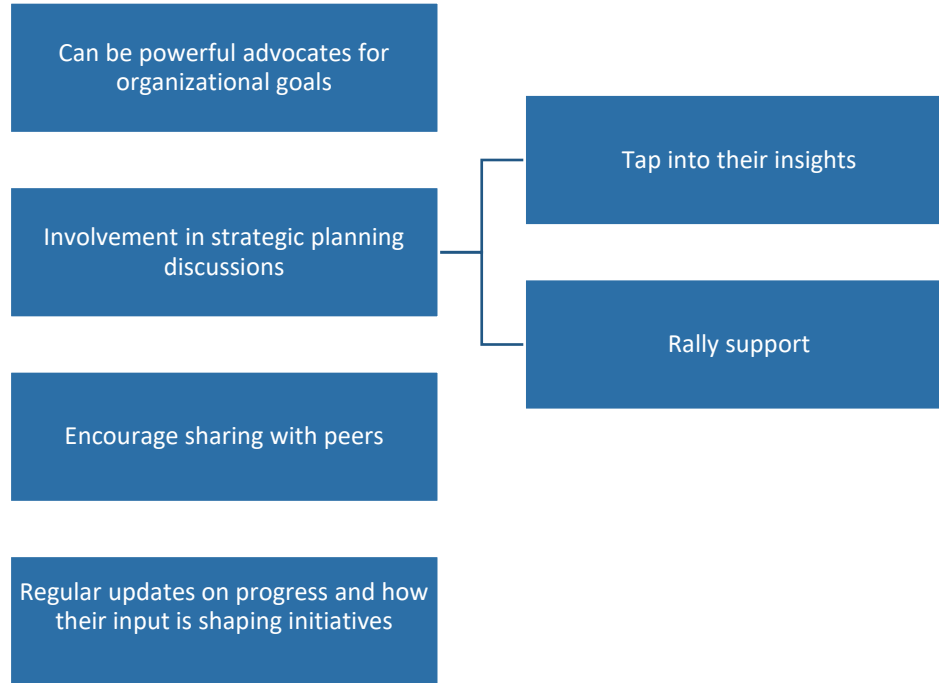 Can be powerful advocates for
organizational goals
Involvement in strategic planning
discussions
Tap into their insights
Rally support
Encourage sharing with peers
Regular updates on progress and how
their input is shaping initiatives